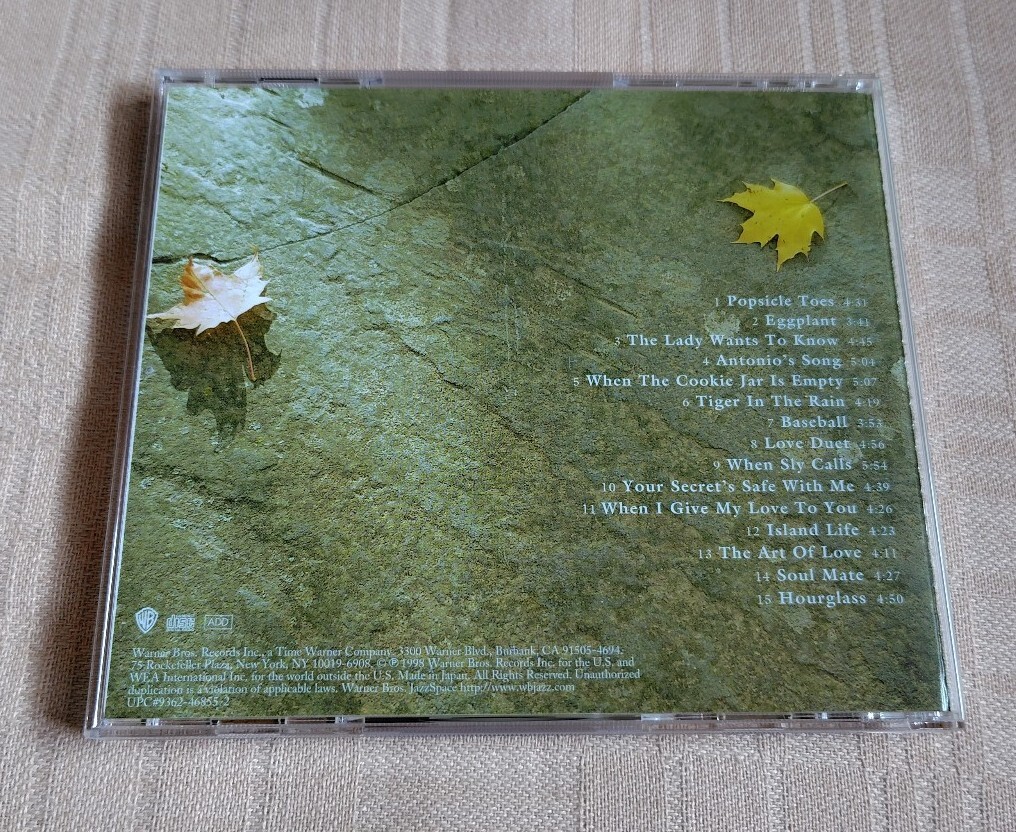 1 Popsicle Toes 4:31
2 Eggplant 3:41
3 The Lady Wants To Know 4:45
4 Antonio's Song 5:04
5 When The Cookie Jar Is Empty 5:07
6 Tiger In The Rain 4:19
7 Baseball 3:53
8 Love Duet 4:56
9 When Sly Calls 5:54
10 Your Secret's Safe With Me 4:39
11 When I Give My Love To You 4:26
12 Island Life 4:23
13 The Art Of Love 4:11
14 Soul Mate 4:27
15 Hourglass 4:50
WB
ADD
Warner Bros. Records Inc., a Time Warner Company, 3300 Warner Blvd., Burbank, CA 91505-4694,
75 Rockefeller Plaza, New York, NY 10019-6908. © ℗ 1998 Warner Bros. Records Inc. for the U.S. and
WEA International Inc. for the world outside the U.S. Made in Japan. All Rights Reserved. Unauthorized
duplication is a violation of applicable laws. Warner Bros. JazzSpace http://www.wbjazz.com
UPC#9362-46855-2